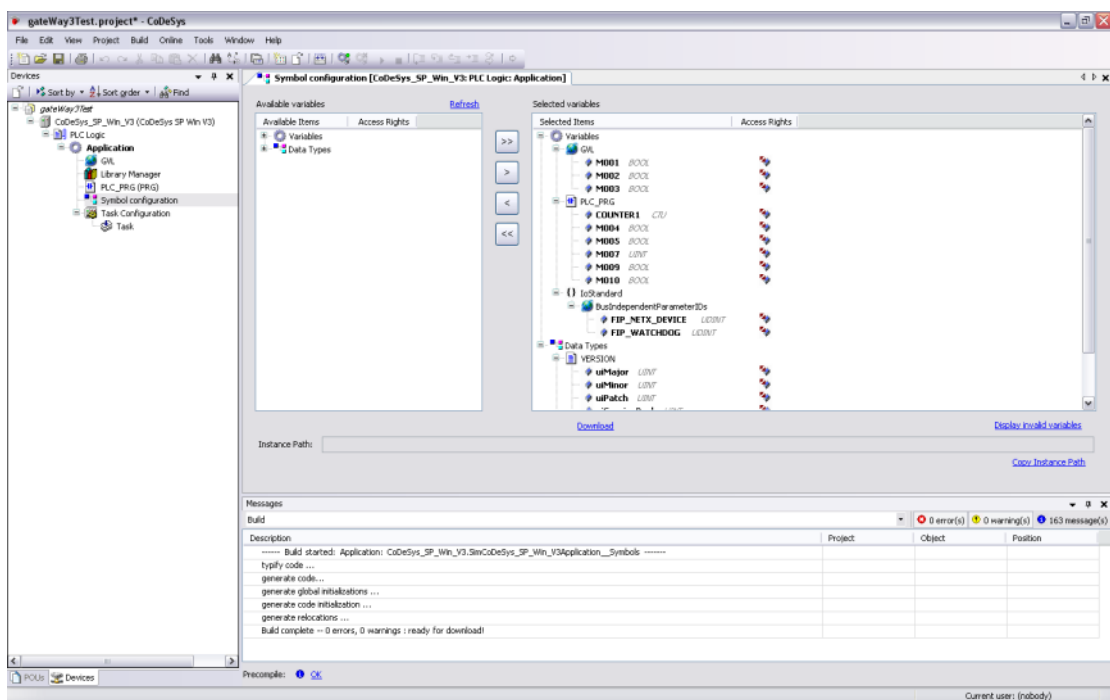 gateWay3Test.project* - CoDeSys
File Edit View Project Build Online Tools Window Help
Devices
Sort by Sort order Find
gateWay3Test
CoDeSys_SP_Win_V3 (CoDeSys SP Win V3)
PLC Logic
Application
GVL
Library Manager
PLC_PRG (PRG)
Symbol configuration
Task Configuration
Task
POUs Devices
Symbol configuration [CoDeSys_SP_Win_V3: PLC Logic: Application]
Available variables Refresh
Available Items Access Rights
Variables
Data Types
>>
>
<
<<
Selected variables
Selected Items Access Rights
Variables
GVL
M001 BOOL
M002 BOOL
M003 BOOL
PLC_PRG
COUNTER1 CTU
M004 BOOL
M005 BOOL
M007 UINT
M009 BOOL
M010 BOOL
IoStandard
BusIndependentParameterIDs
FIP_NETX_DEVICE UDINT
FIP_WATCHDOG UDINT
Data Types
VERSION
uiMajor UINT
uiMinor UINT
uiPatch UINT
Download Display invalid variables
Instance Path:
Copy Instance Path
Messages
Build 0 error(s) 0 warning(s) 163 message(s)
Description Project Object Position
------ Build started: Application: CoDeSys_SP_Win_V3.SimCoDeSys_SP_Win_V3Application__Symbols -------
typify code ...
generate code...
generate global initializations ...
generate code initialization ...
generate relocations ...
Build complete -- 0 errors, 0 warnings : ready for download!
Precompile: OK
Current user: (nobody)